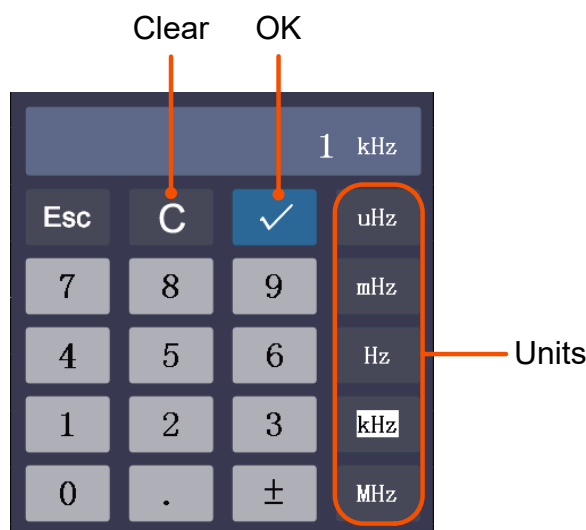 Clear OK
1 kHz
Esc C ✓ uHz
7 8 9 mHz
4 5 6 Hz
Units
1 2 3 kHz
0 . ± MHz